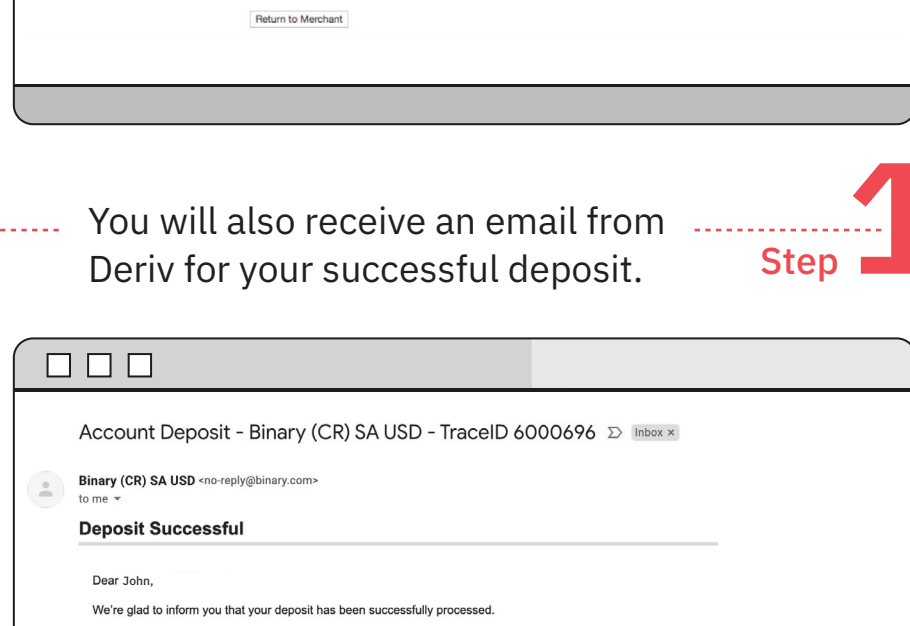 Return to Merchant
You will also receive an email from
Deriv for your successful deposit.
Step 1
Account Deposit - Binary (CR) SA USD - TraceID 6000696 Inbox ×
Binary (CR) SA USD <no-reply@binary.com>
to me
Deposit Successful
Dear John,
We're glad to inform you that your deposit has been successfully processed.